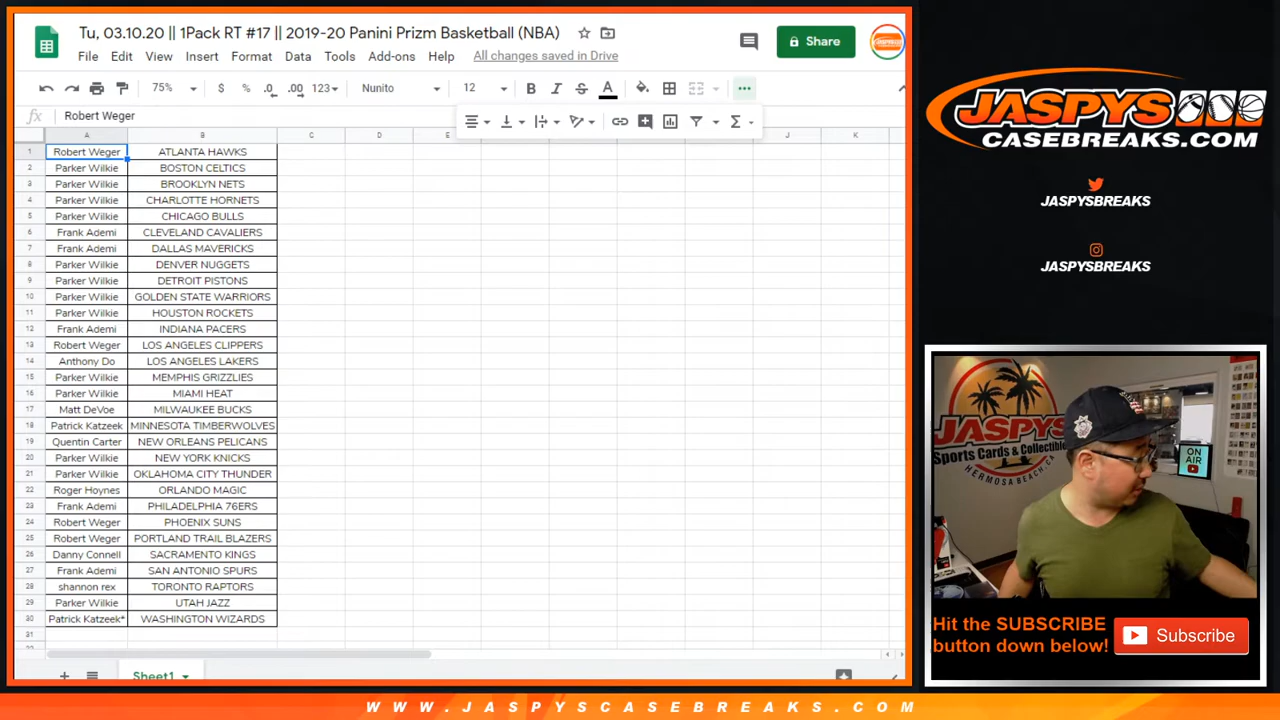 Tu, 03.10.20 || 1Pack RT #17 || 2019-20 Panini Prizm Basketball (NBA)
File Edit View Insert Format Data Tools Add-ons Help All changes saved in Drive
Share
75% $ % .0 .00 123 Nunito 12 B I S A
fx Robert Weger
A B C D E J K
1 Robert Weger ATLANTA HAWKS
2 Parker Wilkie BOSTON CELTICS
3 Parker Wilkie BROOKLYN NETS
4 Parker Wilkie CHARLOTTE HORNETS
5 Parker Wilkie CHICAGO BULLS
6 Frank Ademi CLEVELAND CAVALIERS
7 Frank Ademi DALLAS MAVERICKS
8 Parker Wilkie DENVER NUGGETS
9 Parker Wilkie DETROIT PISTONS
10 Parker Wilkie GOLDEN STATE WARRIORS
11 Parker Wilkie HOUSTON ROCKETS
12 Frank Ademi INDIANA PACERS
13 Robert Weger LOS ANGELES CLIPPERS
14 Anthony Do LOS ANGELES LAKERS
15 Parker Wilkie MEMPHIS GRIZZLIES
16 Parker Wilkie MIAMI HEAT
17 Matt DeVoe MILWAUKEE BUCKS
18 Patrick Katzeek MINNESOTA TIMBERWOLVES
19 Quentin Carter NEW ORLEANS PELICANS
20 Parker Wilkie NEW YORK KNICKS
21 Parker Wilkie OKLAHOMA CITY THUNDER
22 Roger Hoynes ORLANDO MAGIC
23 Frank Ademi PHILADELPHIA 76ERS
24 Robert Weger PHOENIX SUNS
25 Robert Weger PORTLAND TRAIL BLAZERS
26 Danny Connell SACRAMENTO KINGS
27 Frank Ademi SAN ANTONIO SPURS
28 shannon rex TORONTO RAPTORS
29 Parker Wilkie UTAH JAZZ
30 Patrick Katzeek* WASHINGTON WIZARDS
31
Sheet1
JASPYS
CASEBREAKS.COM
JASPYSBREAKS
JASPYSBREAKS
JASPYS
Sports Cards & Collectibles
HERMOSA BEACH, CA
ON AIR
Hit the SUBSCRIBE
button down below!
Subscribe
WWW.JASPYSCASEBREAKS.COM